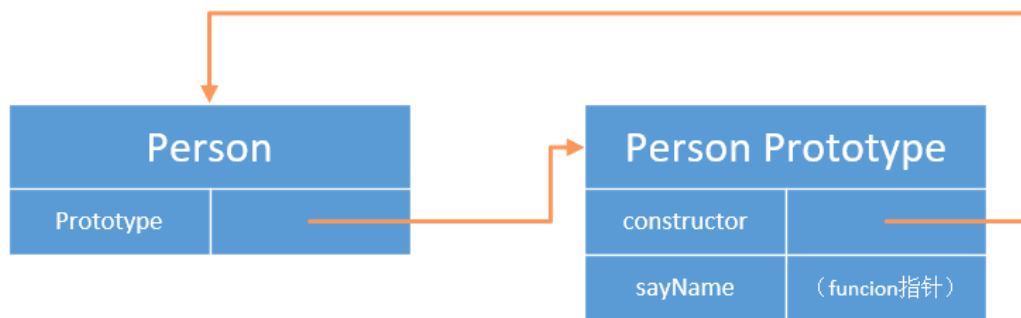 Person
Prototype
Person Prototype
constructor
sayName
（funcion指针）